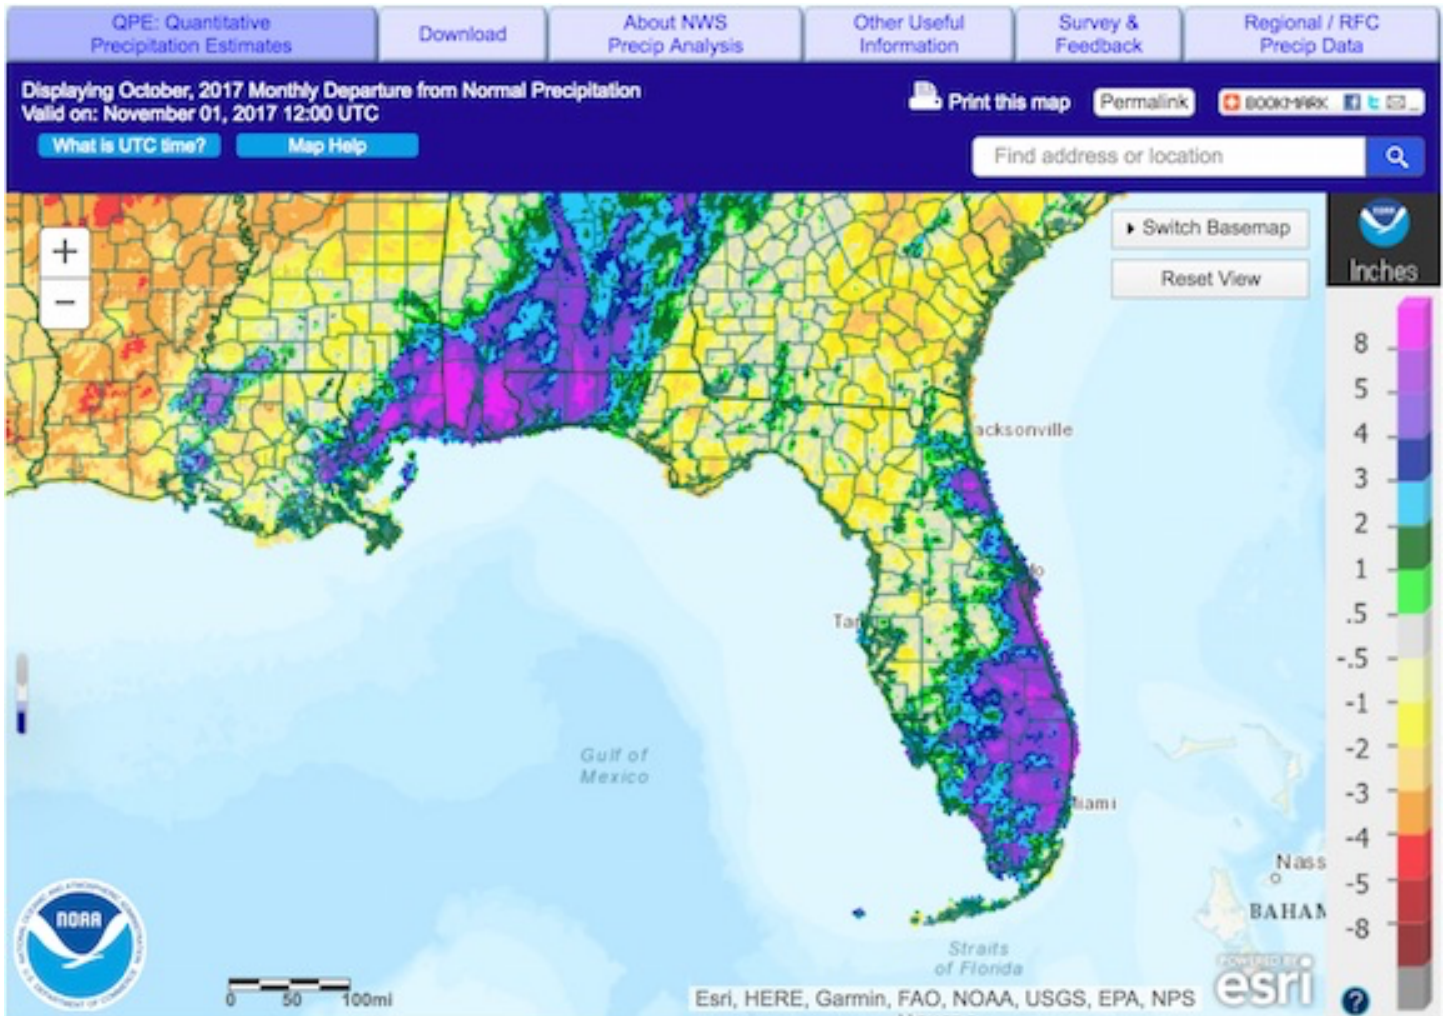 QPE: Quantitative
Precipitation Estimates
Download
About NWS
Precip Analysis
Other Useful
Information
Survey &
Feedback
Regional / RFC
Precip Data
Displaying October, 2017 Monthly Departure from Normal Precipitation
Valid on: November 01, 2017 12:00 UTC
Print this map
Permalink
BOOKMARK
What is UTC time?
Map Help
Find address or location
+
−
Switch Basemap
Reset View
Inches
8
5
4
3
2
1
.5
-.5
-1
-2
-3
-4
-5
-8
acksonville
Gulf of
Mexico
iami
Nass
BAHAM
Straits
of Florida
NOAA
0 50 100mi
POWERED BY
esri
Esri, HERE, Garmin, FAO, NOAA, USGS, EPA, NPS
?